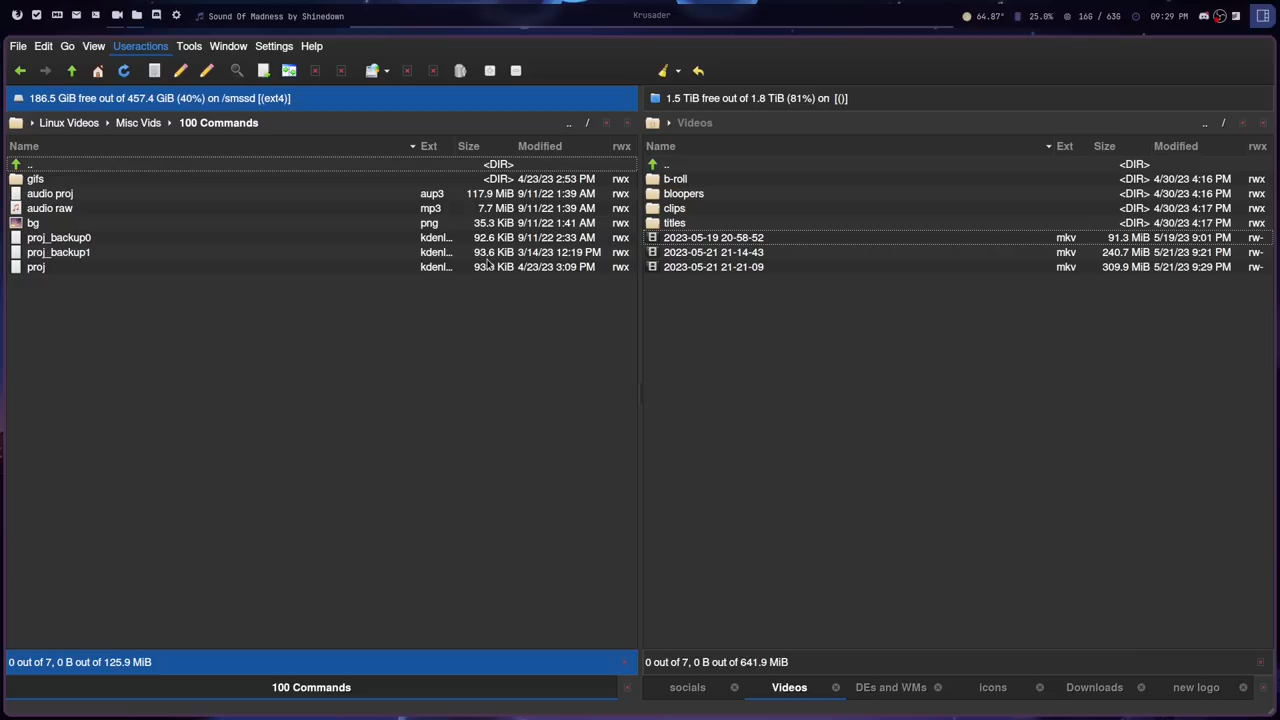 Sound Of Madness by Shinedown
Krusader
64.87° 25.0% 16G / 63G 09:29 PM
File Edit Go View Useractions Tools Window Settings Help
186.5 GiB free out of 457.4 GiB (40%) on /smssd [(ext4)]
1.5 TiB free out of 1.8 TiB (81%) on [()]
Linux Videos Misc Vids 100 Commands .. /
Videos .. /
Name Ext Size Modified rwx
.. <DIR>
gifs <DIR> 4/23/23 2:53 PM rwx
audio proj aup3 117.9 MiB 9/11/22 1:39 AM rwx
audio raw mp3 7.7 MiB 9/11/22 1:39 AM rwx
bg png 35.3 KiB 9/11/22 1:41 AM rwx
proj_backup0 kdenl... 92.6 KiB 9/11/22 2:33 AM rwx
proj_backup1 kdenl... 93.6 KiB 3/14/23 12:19 PM rwx
proj kdenl... KiB 4/23/23 3:09 PM rwx
Name Ext Size Modified rwx
.. <DIR>
b-roll <DIR> 4/30/23 4:16 PM rwx
bloopers <DIR> 4/30/23 4:16 PM rwx
clips <DIR> 4/30/23 4:17 PM rwx
titles <DIR> 4/30/23 4:17 PM rwx
2023-05-19 20-58-52 mkv 91.3 MiB 5/19/23 9:01 PM rw-
2023-05-21 21-14-43 mkv 240.7 MiB 5/21/23 9:21 PM rw-
2023-05-21 21-21-09 mkv 309.9 MiB 5/21/23 9:29 PM rw-
0 out of 7, 0 B out of 125.9 MiB
0 out of 7, 0 B out of 641.9 MiB
100 Commands
socials Videos DEs and WMs icons Downloads new logo